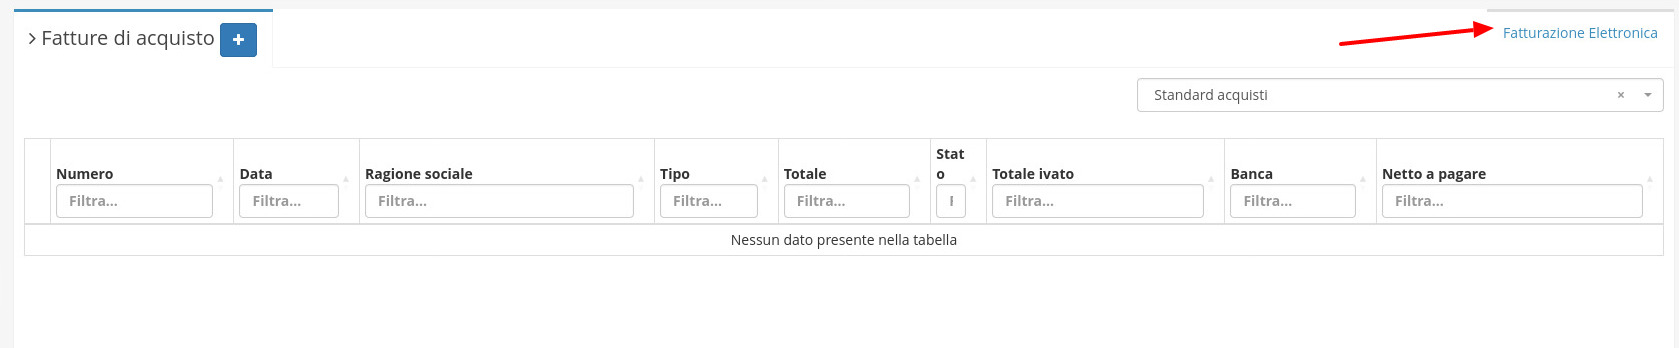 Fatture di acquisto
Fatturazione Elettronica
Standard acquisti
Numero Data Ragione sociale Tipo Totale Stato Totale ivato Banca Netto a pagare
Filtra... Filtra... Filtra... Filtra... Filtra... Filtra... Filtra... Filtra...
Nessun dato presente nella tabella